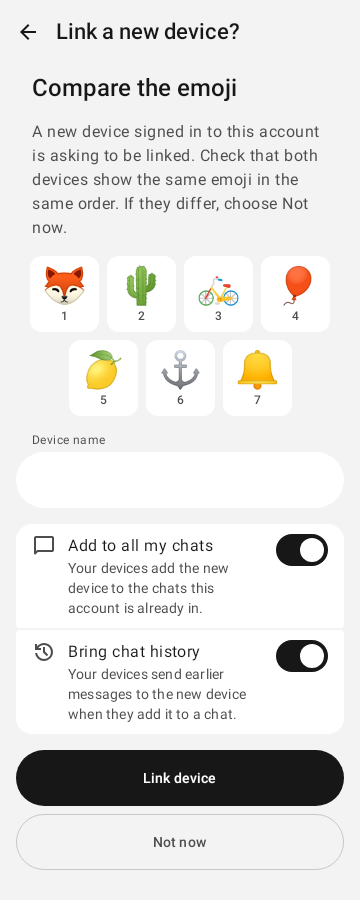 Link a new device?
Compare the emoji
A new device signed in to this account
is asking to be linked. Check that both
devices show the same emoji in the
same order. If they differ, choose Not
now.
1
2
3
4
5
6
7
Device name
Add to all my chats
Your devices add the new
device to the chats this
account is already in.
Bring chat history
Your devices send earlier
messages to the new device
when they add it to a chat.
Link device
Not now